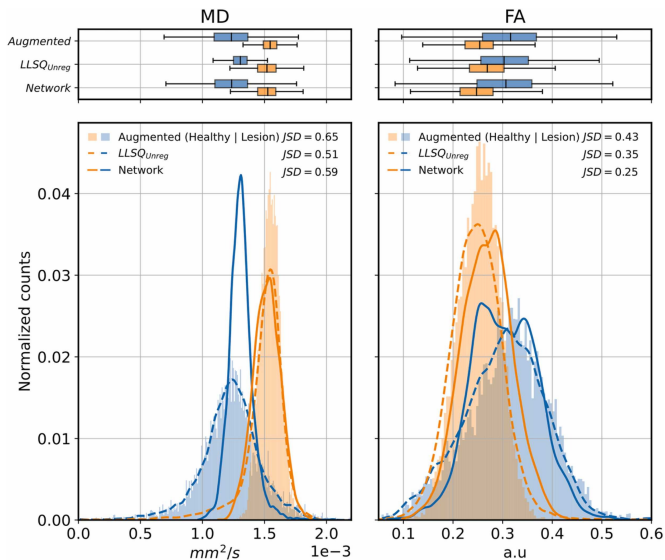 MD
FA
Augmented
LLSQUnreg
Network
Augmented (Healthy | Lesion) JSD = 0.65
LLSQUnreg JSD = 0.51
Network JSD = 0.59
Augmented (Healthy | Lesion) JSD = 0.43
LLSQUnreg JSD = 0.35
Network JSD = 0.25
Normalized counts
0.04
0.03
0.02
0.01
0.00
0.0 0.5 1.0 1.5 2.0
mm²/s
1e−3
0.1 0.2 0.3 0.4 0.5 0.6
a.u